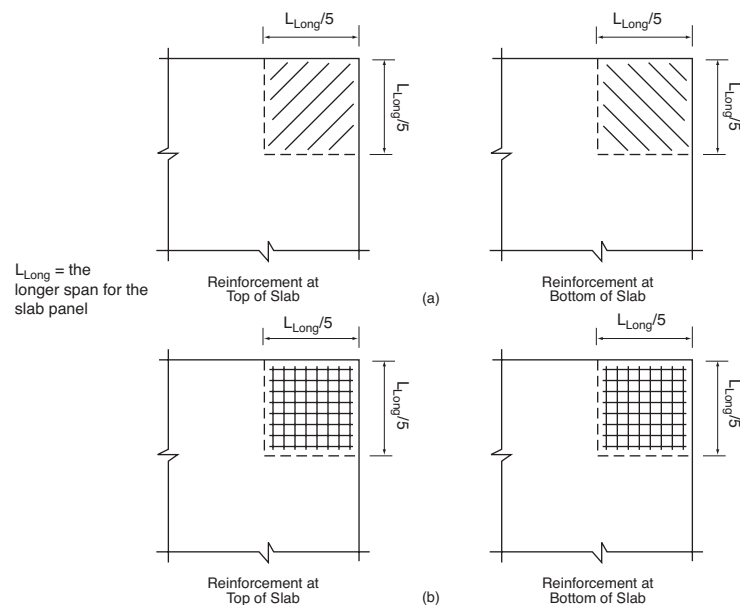 L_Long/5
L_Long/5
L_Long/5
L_Long/5
L_Long = the
longer span for the
slab panel
Reinforcement at
Top of Slab
(a)
Reinforcement at
Bottom of Slab
L_Long/5
L_Long/5
L_Long/5
L_Long/5
Reinforcement at
Top of Slab
(b)
Reinforcement at
Bottom of Slab